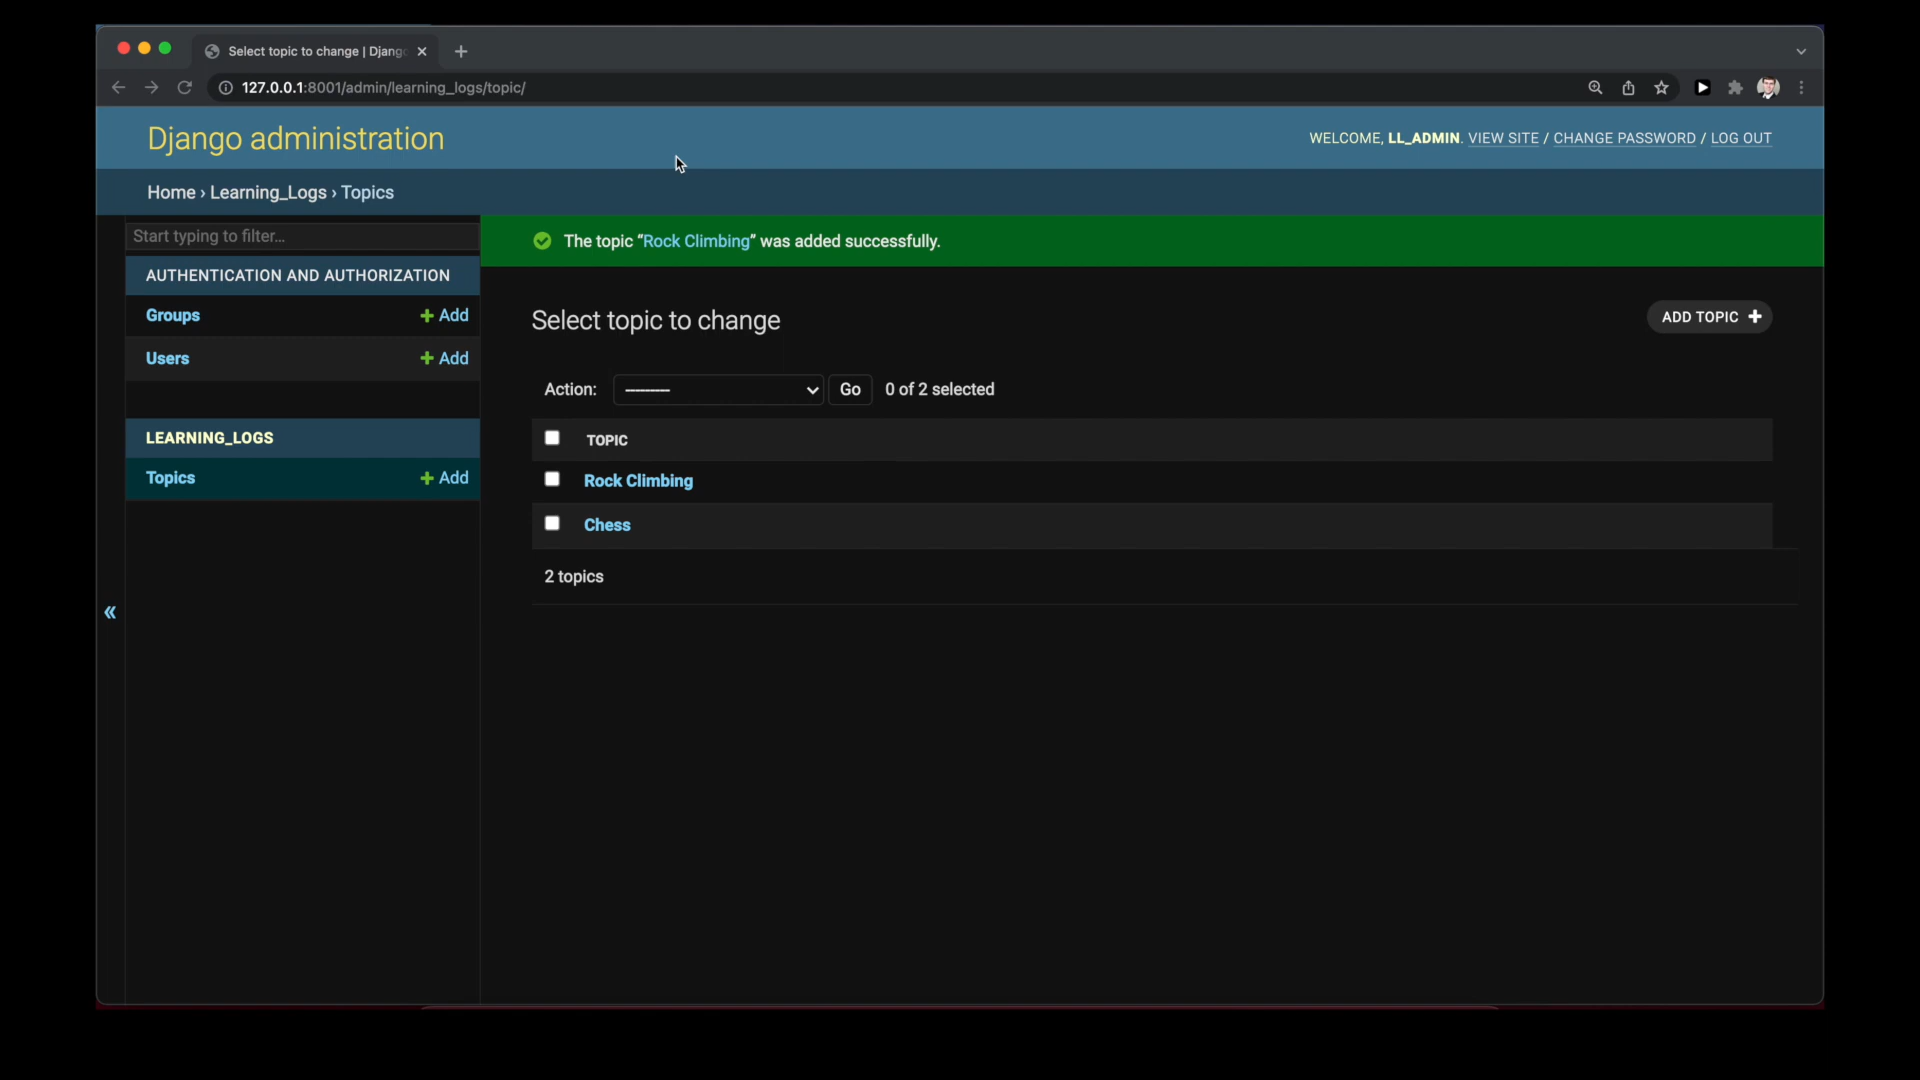 Select topic to change | Djang
127.0.0.1:8001/admin/learning_logs/topic/
Django administration
WELCOME, LL_ADMIN. VIEW SITE / CHANGE PASSWORD / LOG OUT
Home › Learning_Logs › Topics
Start typing to filter...
The topic “Rock Climbing” was added successfully.
AUTHENTICATION AND AUTHORIZATION
Groups + Add
Users + Add
LEARNING_LOGS
Topics + Add
«
Select topic to change
ADD TOPIC +
Action: --------- Go 0 of 2 selected
TOPIC
Rock Climbing
Chess
2 topics